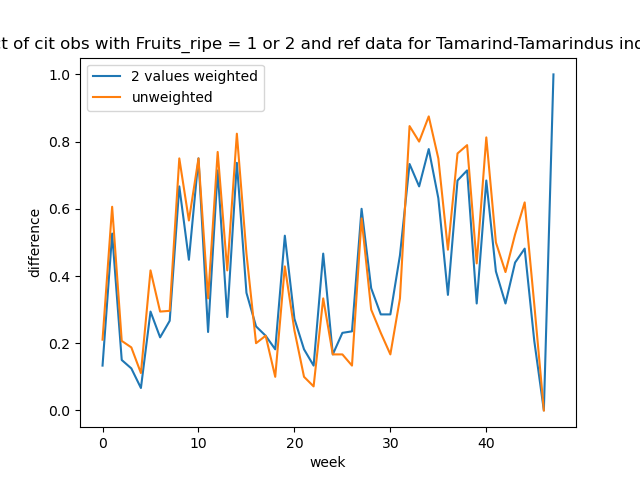 ct of cit obs with Fruits_ripe = 1 or 2 and ref data for Tamarind-Tamarindus inc
2 values weighted
unweighted
difference
1.0
0.8
0.6
0.4
0.2
0.0
0 10 20 30 40
week